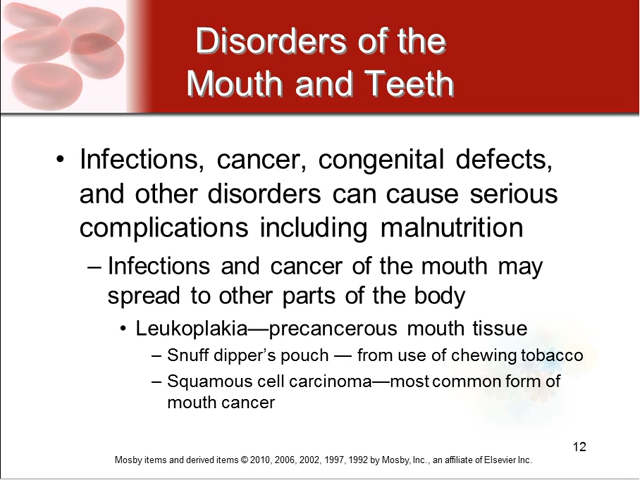 Disorders of the
Mouth and Teeth
• Infections, cancer, congenital defects,
and other disorders can cause serious
complications including malnutrition
– Infections and cancer of the mouth may
spread to other parts of the body
• Leukoplakia—precancerous mouth tissue
– Snuff dipper’s pouch — from use of chewing tobacco
– Squamous cell carcinoma—most common form of
mouth cancer
12
Mosby items and derived items © 2010, 2006, 2002, 1997, 1992 by Mosby, Inc., an affiliate of Elsevier Inc.